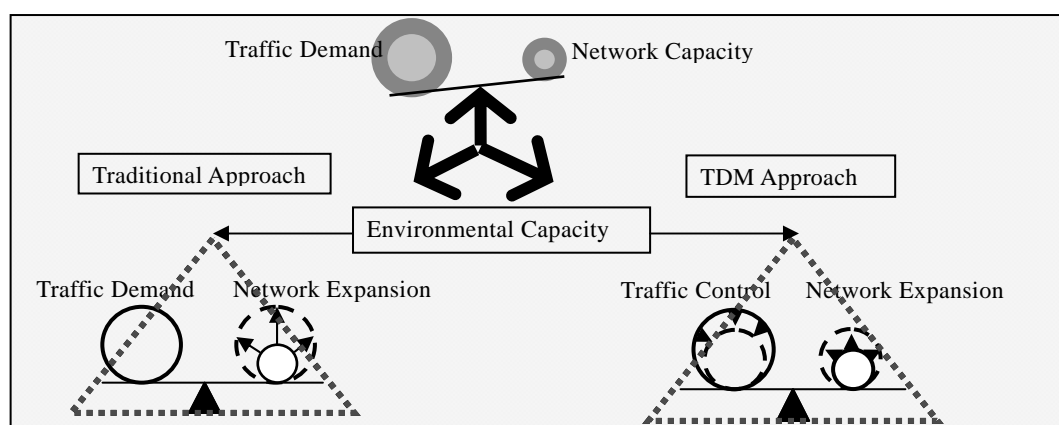 Traffic Demand
Network Capacity
Traditional Approach
TDM Approach
Environmental Capacity
Traffic Demand
Network Expansion
Traffic Control
Network Expansion